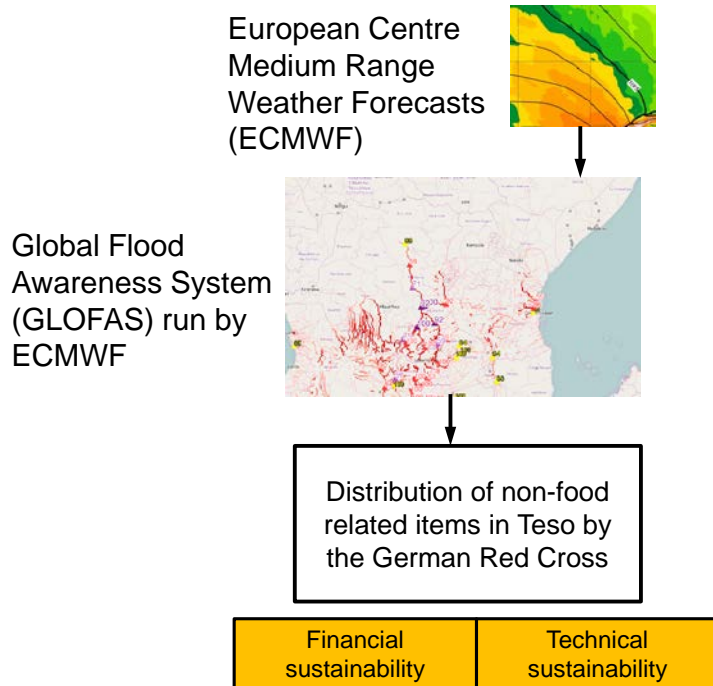 European Centre
Medium Range
Weather Forecasts
(ECMWF)
Global Flood
Awareness System
(GLOFAS) run by
ECMWF
Distribution of non-food
related items in Teso by
the German Red Cross
Financial
sustainability
Technical
sustainability